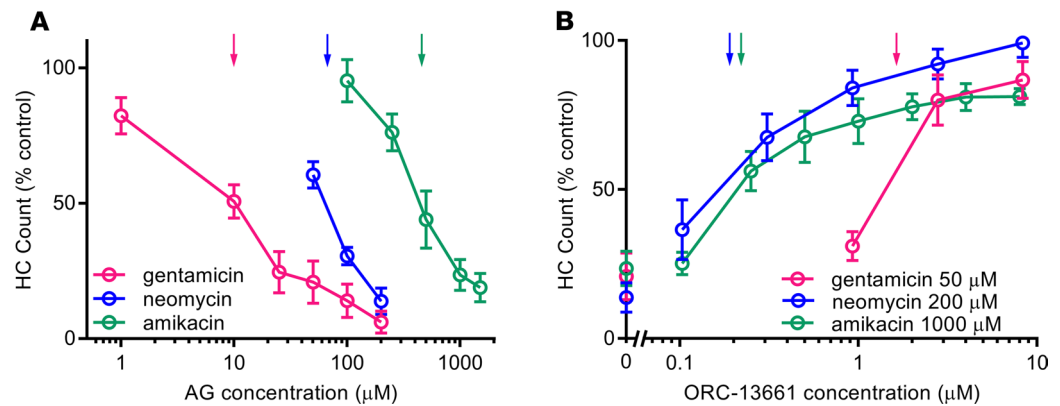 A
HC Count (% control)
100
50
0
gentamicin
neomycin
amikacin
1
10
100
1000
AG concentration (μM)
B
HC Count (% control)
100
50
0
gentamicin 50 μM
neomycin 200 μM
amikacin 1000 μM
0
0.1
1
10
ORC-13661 concentration (μM)